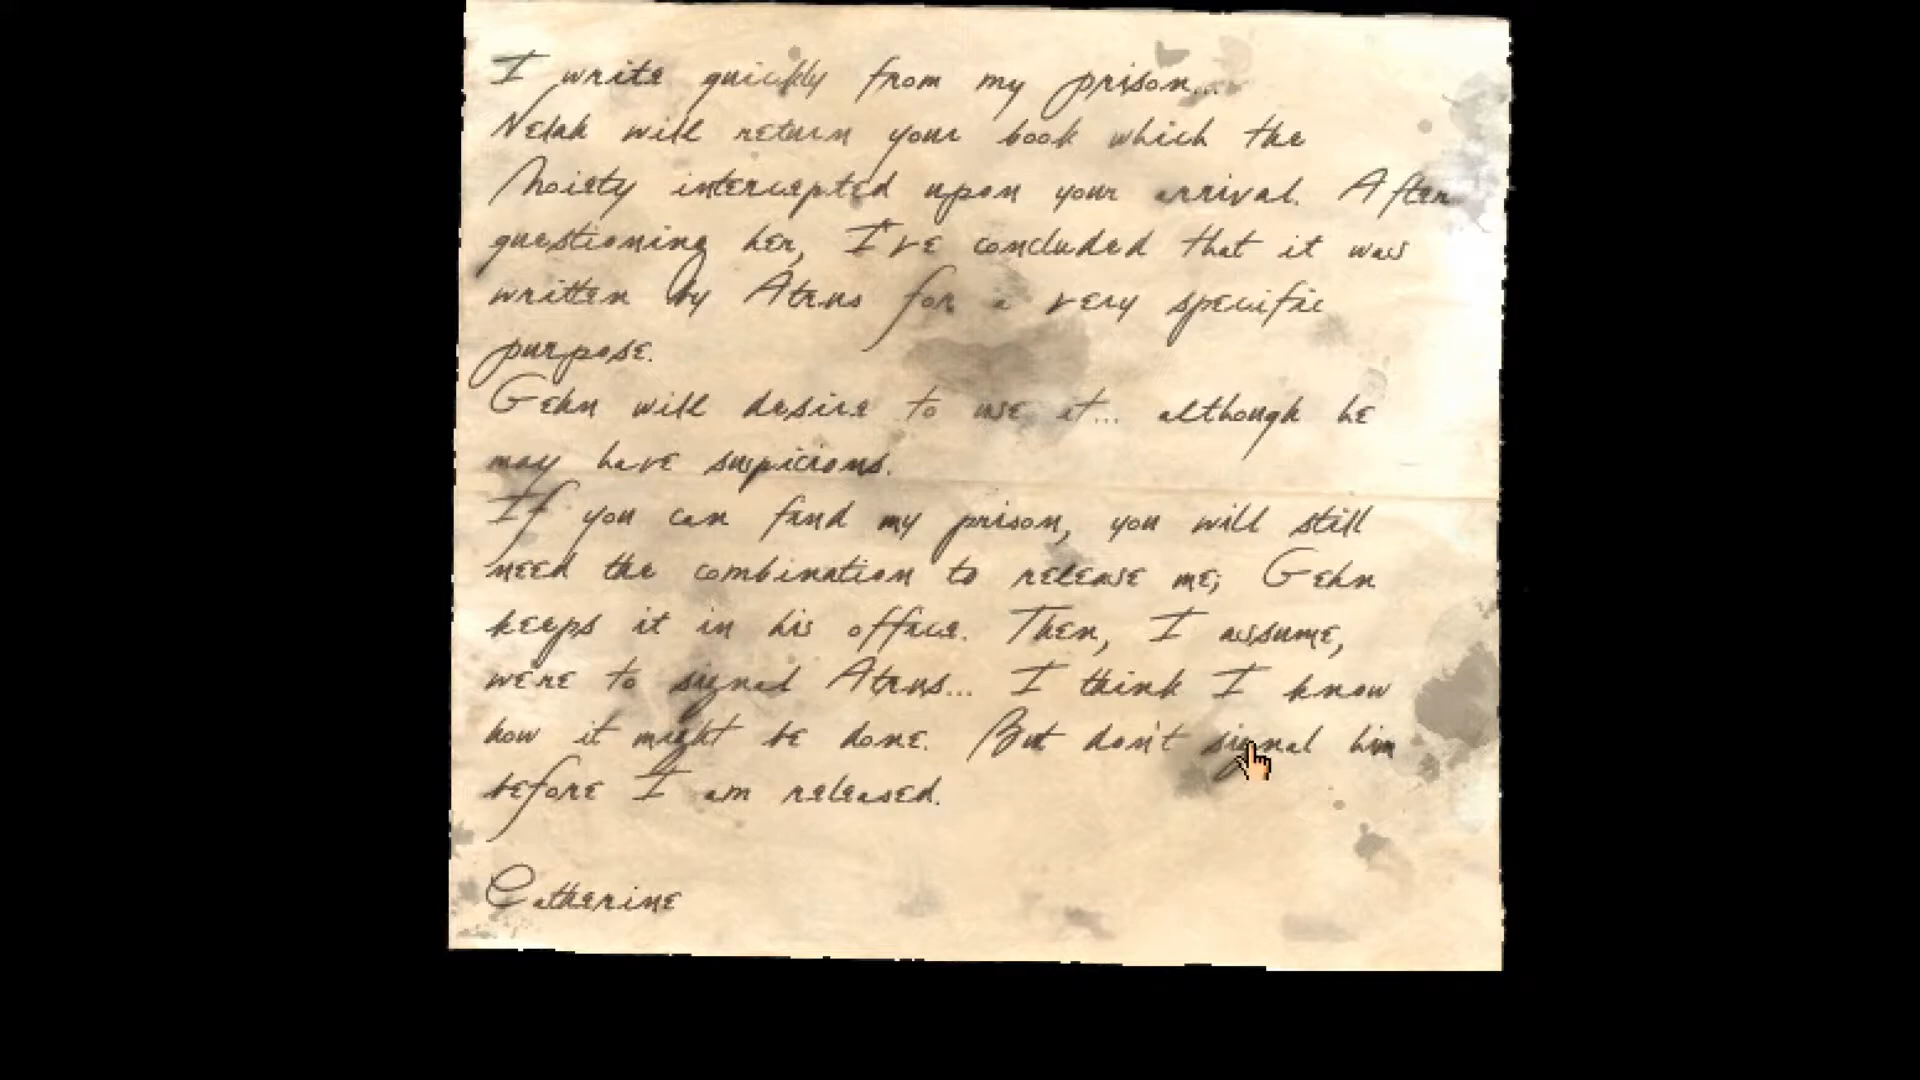 I write quickly from my prison...
Nelah will return your book which the
Moiety intercepted upon your arrival. After
questioning her, I've concluded that it was
written by Atrus for a very specific
purpose.
Gehn will desire to use it... although he
may have suspicions.
If you can find my prison, you will still
need the combination to release me; Gehn
keeps it in his office. Then, I assume,
we're to signal Atrus... I think I know
how it might be done. But don't signal him
before I am released.
Catherine